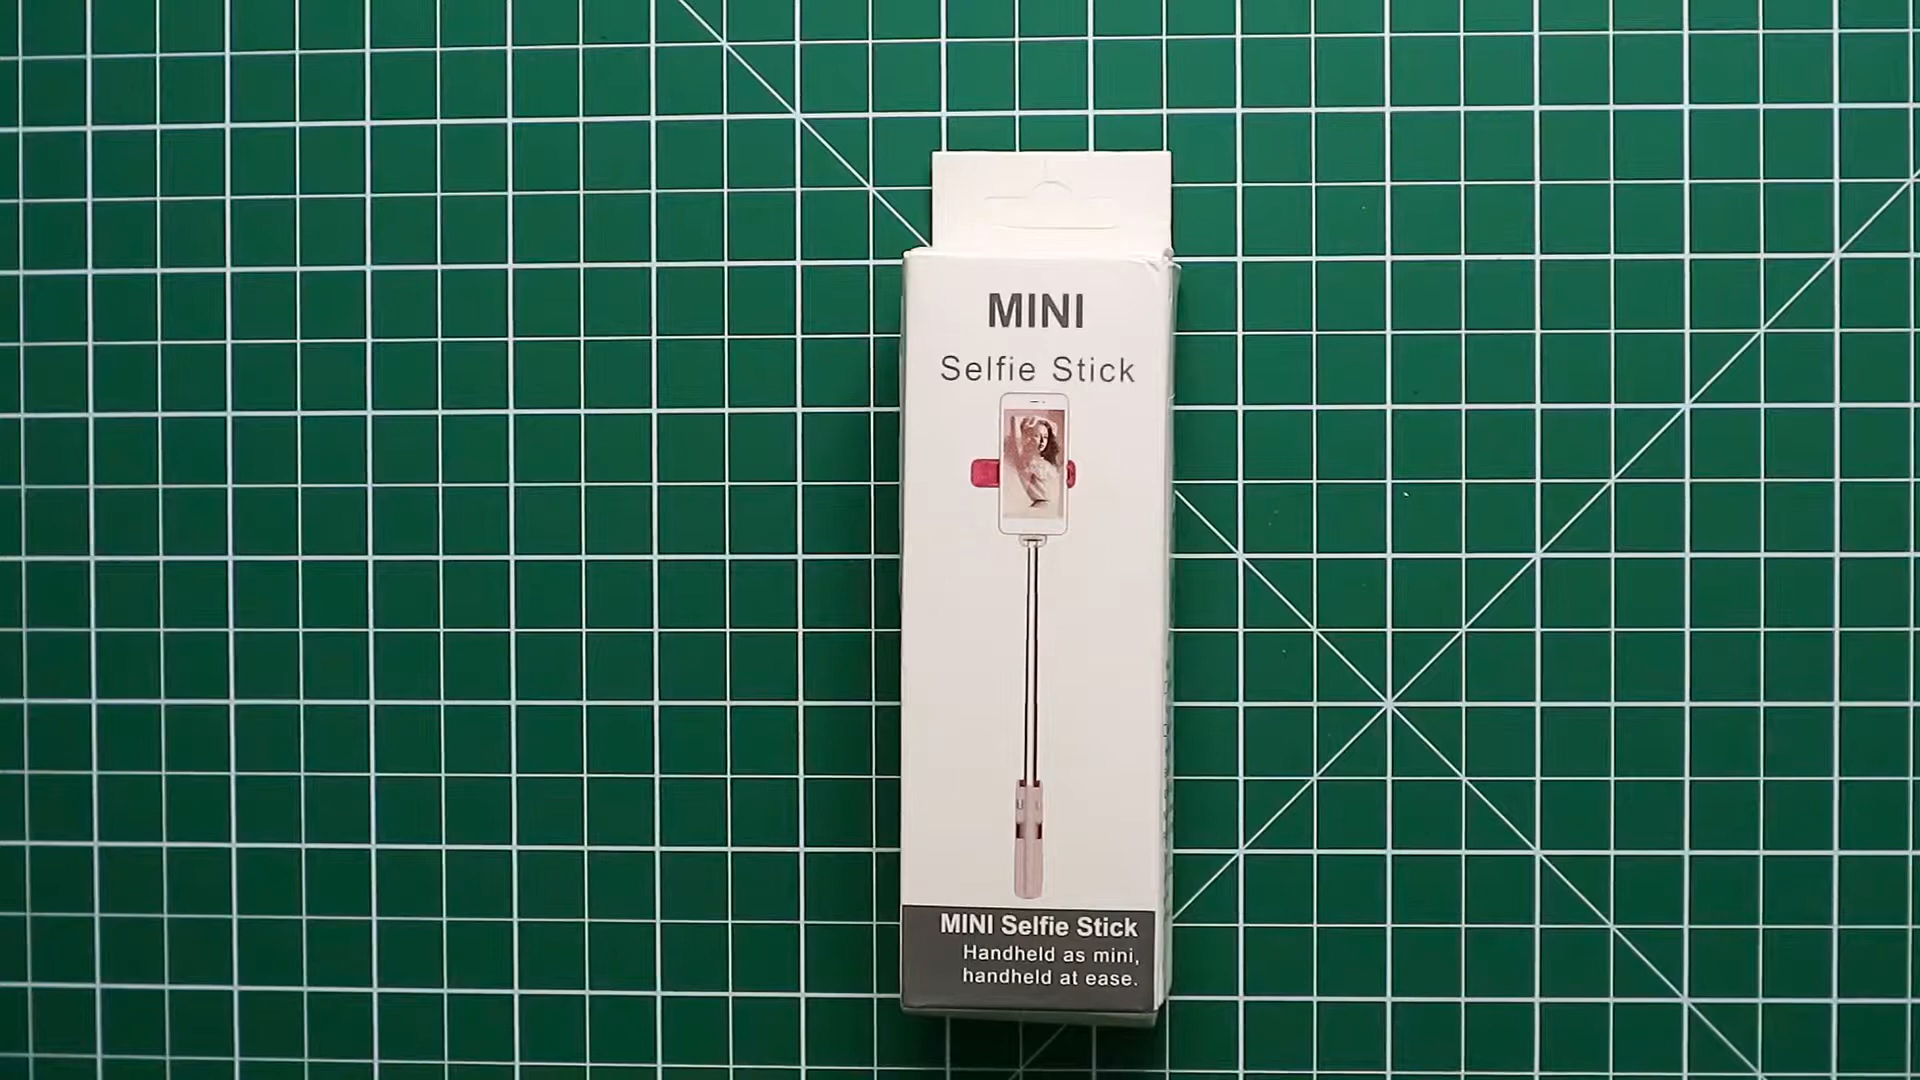 MINI
Selfie Stick
MINI Selfie Stick
Handheld as mini,
handheld at ease.